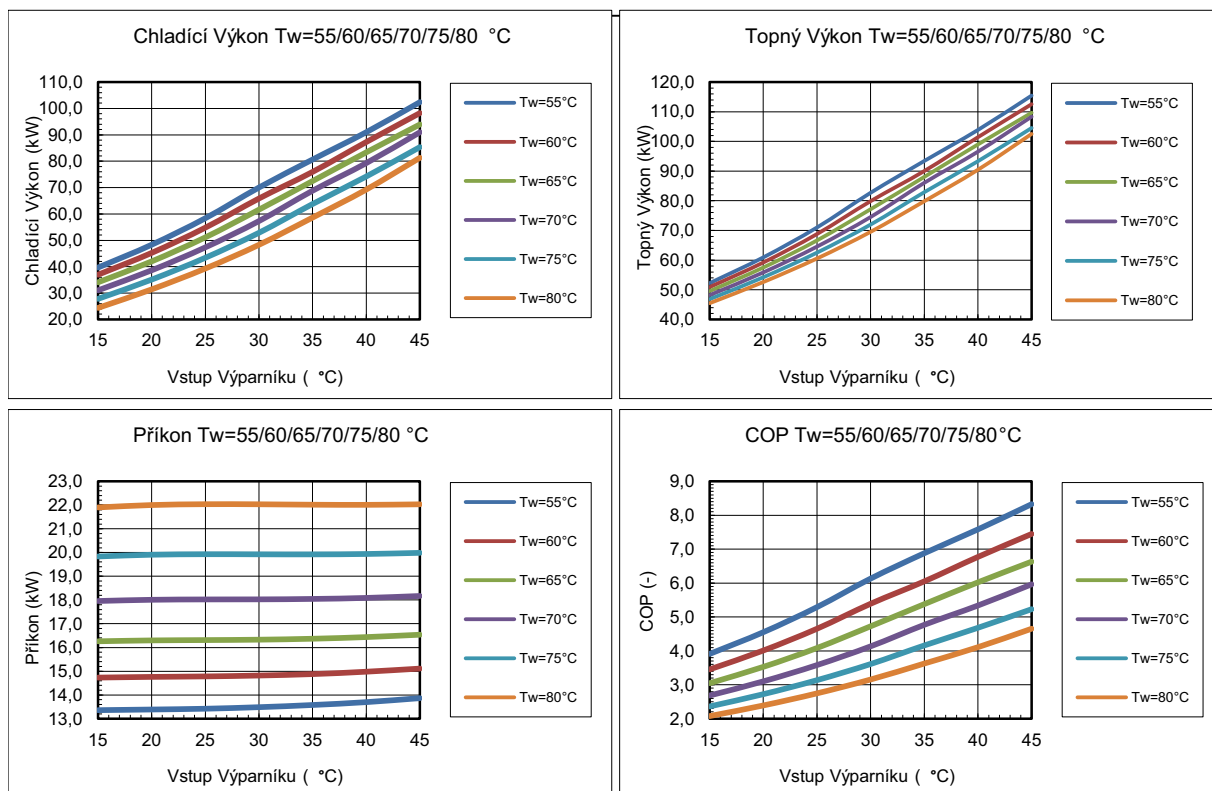 Chladící Výkon Tw=55/60/65/70/75/80 °C
Chladící Výkon (kW)
110,0
100,0
90,0
80,0
70,0
60,0
50,0
40,0
30,0
20,0
15 20 25 30 35 40 45
Vstup Výparníku ( °C)
Tw=55°C
Tw=60°C
Tw=65°C
Tw=70°C
Tw=75°C
Tw=80°C
Topný Výkon Tw=55/60/65/70/75/80 °C
Topný Výkon (kW)
120,0
110,0
100,0
90,0
80,0
70,0
60,0
50,0
40,0
15 20 25 30 35 40 45
Vstup Výparníku ( °C)
Tw=55°C
Tw=60°C
Tw=65°C
Tw=70°C
Tw=75°C
Tw=80°C
Příkon Tw=55/60/65/70/75/80 °C
Příkon (kW)
23,0
22,0
21,0
20,0
19,0
18,0
17,0
16,0
15,0
14,0
13,0
15 20 25 30 35 40 45
Vstup Výparníku ( °C)
Tw=55°C
Tw=60°C
Tw=65°C
Tw=70°C
Tw=75°C
Tw=80°C
COP Tw=55/60/65/70/75/80°C
COP (-)
9,0
8,0
7,0
6,0
5,0
4,0
3,0
2,0
15 20 25 30 35 40 45
Vstup Výparníku ( °C)
Tw=55°C
Tw=60°C
Tw=65°C
Tw=70°C
Tw=75°C
Tw=80°C